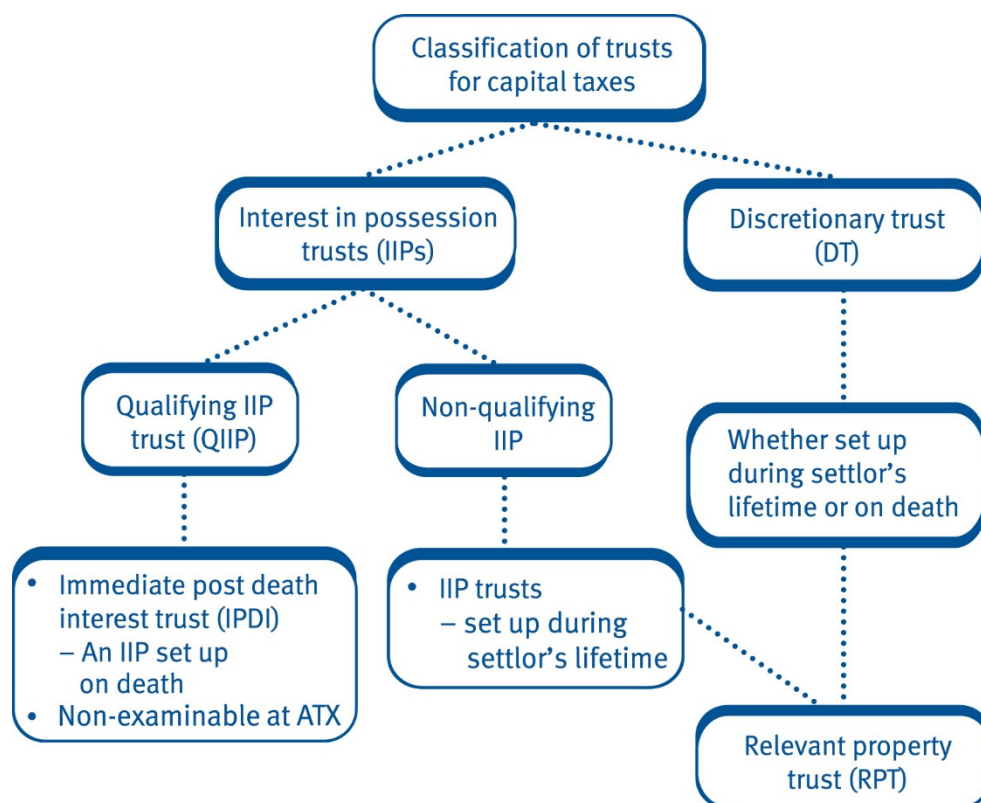 Classification of trusts
for capital taxes
Interest in possession
trusts (IIPs)
Discretionary trust
(DT)
Qualifying IIP
trust (QIIP)
Non-qualifying
IIP
Whether set up
during settlor’s
lifetime or on death
• Immediate post death
interest trust (IPDI)
– An IIP set up
on death
• Non-examinable at ATX
• IIP trusts
– set up during
settlor’s lifetime
Relevant property
trust (RPT)